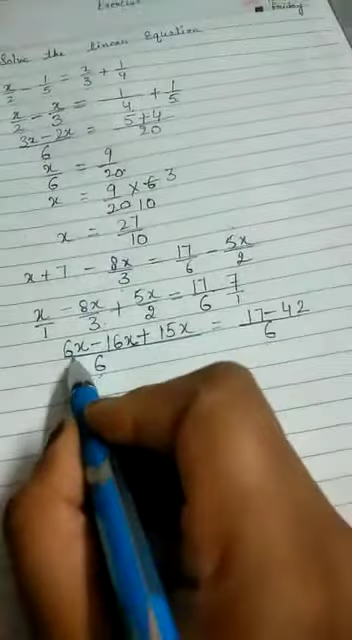 Exercise
Friday
Solve the linear Equation
x/2 - 1/5 = x/3 + 1/4
x/2 - x/3 = 1/4 + 1/5
3x - 2x/6 = 5+4/20
x/6 = 9/20
x = 9/20 × 6 3 10
x = 27/10
x + 7 - 8x/3 = 17/6 - 5x/2
x/1 - 8x/3 + 5x/2 = 17/6 7/1
6x - 16x + 15x/6 = 17 - 42/6